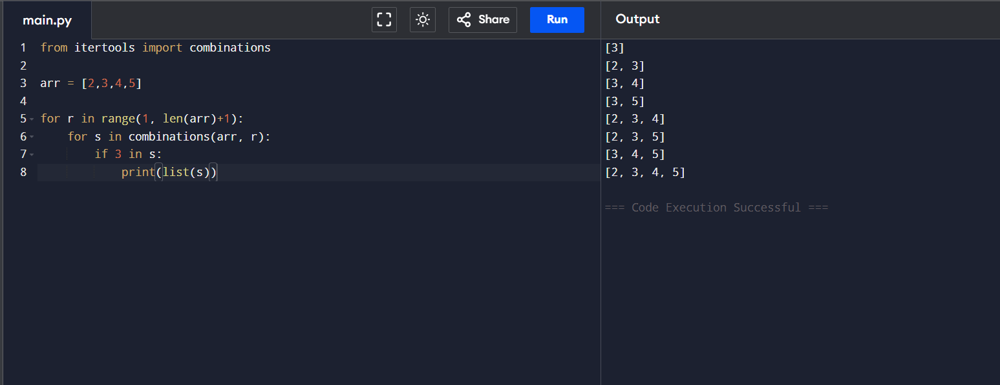 main.py
Share
Run
Output
1 from itertools import combinations
2
3 arr = [2,3,4,5]
4
5 for r in range(1, len(arr)+1):
6     for s in combinations(arr, r):
7         if 3 in s:
8             print(list(s))
[3]
[2, 3]
[3, 4]
[3, 5]
[2, 3, 4]
[2, 3, 5]
[3, 4, 5]
[2, 3, 4, 5]
=== Code Execution Successful ===